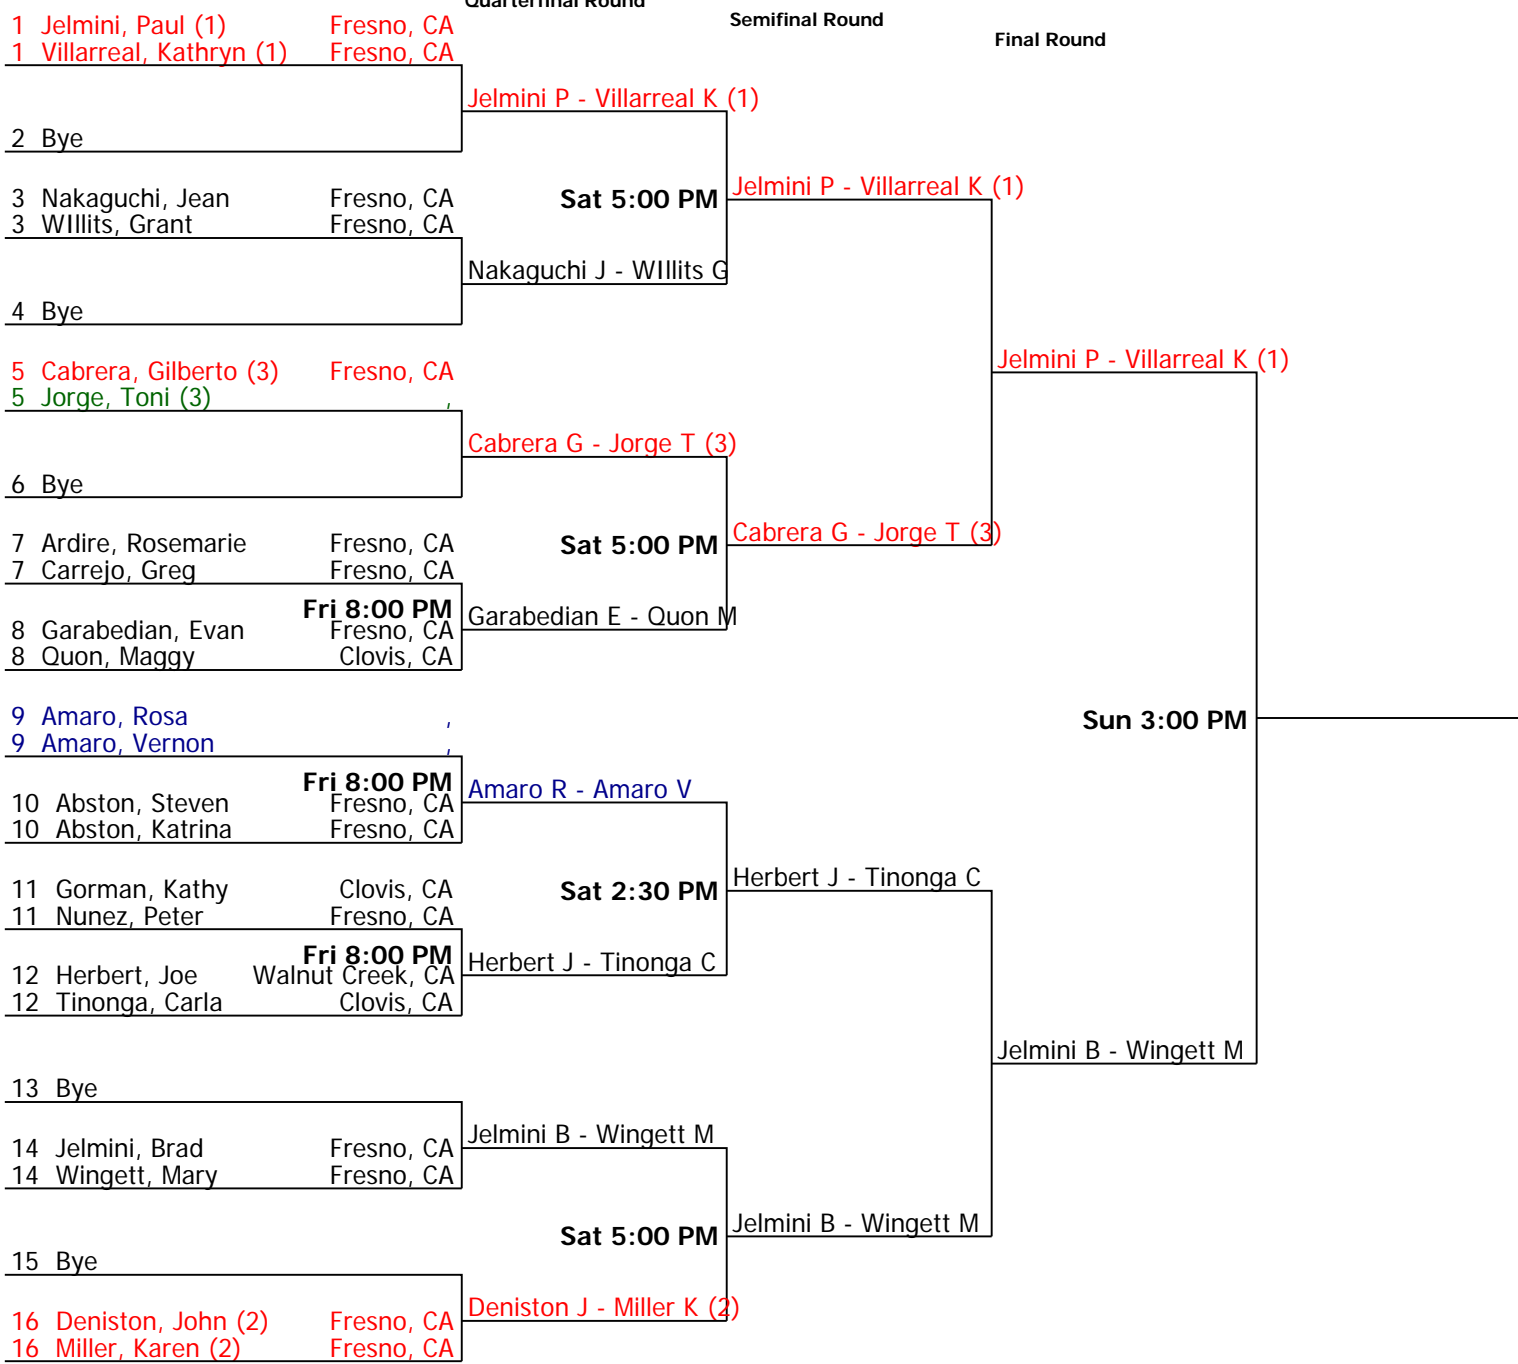 Quarterfinal Round
Semifinal Round
Final Round
1 Jelmini, Paul (1) Fresno, CA
1 Villarreal, Kathryn (1) Fresno, CA
Jelmini P - Villarreal K (1)
2 Bye
3 Nakaguchi, Jean Fresno, CA
3 WIllits, Grant Fresno, CA
Sat 5:00 PM
Jelmini P - Villarreal K (1)
Nakaguchi J - WIllits G
4 Bye
5 Cabrera, Gilberto (3) Fresno, CA
5 Jorge, Toni (3) ,
Jelmini P - Villarreal K (1)
Cabrera G - Jorge T (3)
6 Bye
7 Ardire, Rosemarie Fresno, CA
7 Carrejo, Greg Fresno, CA
Sat 5:00 PM
Cabrera G - Jorge T (3)
Fri 8:00 PM
Garabedian E - Quon M
8 Garabedian, Evan Fresno, CA
8 Quon, Maggy Clovis, CA
9 Amaro, Rosa ,
9 Amaro, Vernon ,
Sun 3:00 PM
Fri 8:00 PM
Amaro R - Amaro V
10 Abston, Steven Fresno, CA
10 Abston, Katrina Fresno, CA
11 Gorman, Kathy Clovis, CA
11 Nunez, Peter Fresno, CA
Sat 2:30 PM
Herbert J - Tinonga C
Fri 8:00 PM
Herbert J - Tinonga C
12 Herbert, Joe Walnut Creek, CA
12 Tinonga, Carla Clovis, CA
Jelmini B - Wingett M
13 Bye
Jelmini B - Wingett M
14 Jelmini, Brad Fresno, CA
14 Wingett, Mary Fresno, CA
Sat 5:00 PM
Jelmini B - Wingett M
15 Bye
Deniston J - Miller K (2)
16 Deniston, John (2) Fresno, CA
16 Miller, Karen (2) Fresno, CA